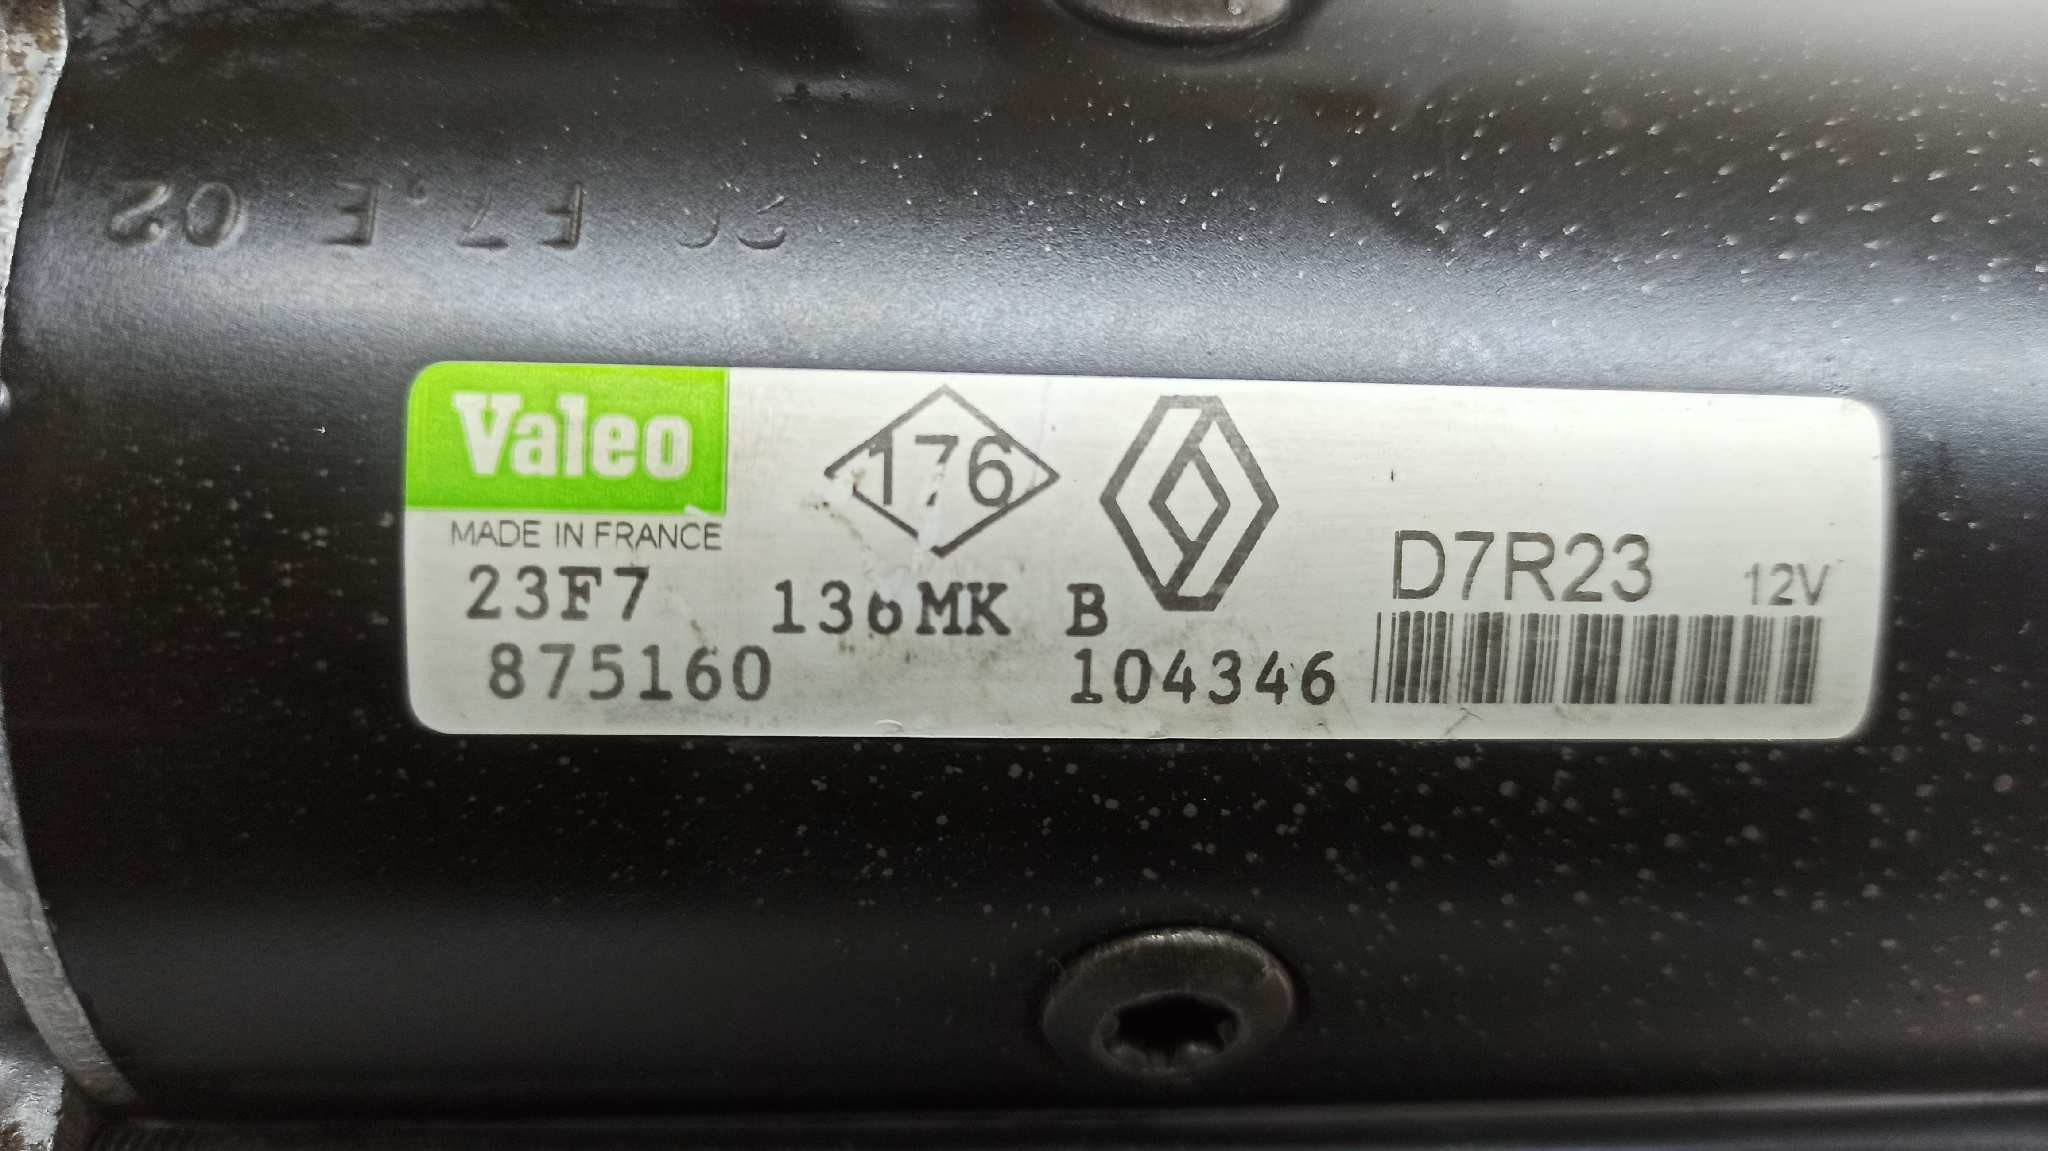 Valeo
MADE IN FRANCE
176
D7R23
12V
23F7 136MK B
875160 104346